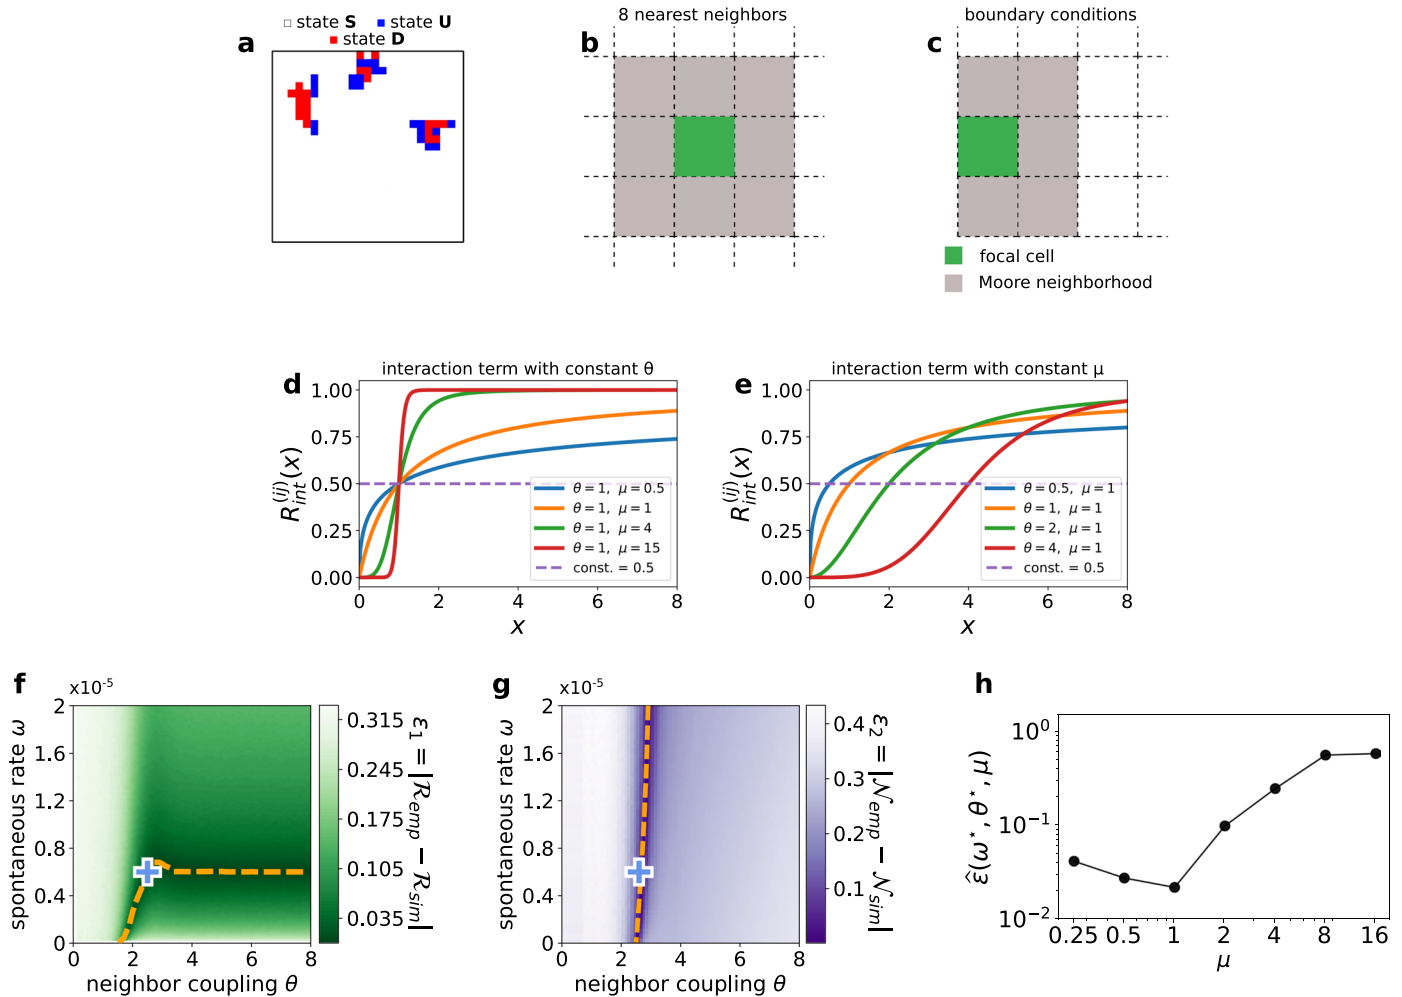 □ state S ■ state U
■ state D
a
b
8 nearest neighbors
c
boundary conditions
focal cell
Moore neighborhood
d
interaction term with constant θ
R_int^(ij)(x)
1.00
0.75
0.50
0.25
0.00
θ = 1, μ = 0.5
θ = 1, μ = 1
θ = 1, μ = 4
θ = 1, μ = 15
const. = 0.5
0 2 4 6 8
x
e
interaction term with constant μ
R_int^(ij)(x)
1.00
0.75
0.50
0.25
0.00
θ = 0.5, μ = 1
θ = 1, μ = 1
θ = 2, μ = 1
θ = 4, μ = 1
const. = 0.5
0 2 4 6 8
x
f
x10⁻⁵
spontaneous rate ω
2
1.6
1.2
0.8
0.4
0
0 2 4 6 8
neighbor coupling θ
0.315
0.245
0.175
0.105
0.035
ε₁ = |𝓡_emp − 𝓡_sim|
g
x10⁻⁵
spontaneous rate ω
2
1.6
1.2
0.8
0.4
0
0 2 4 6 8
neighbor coupling θ
0.4
0.3
0.2
0.1
ε₂ = |𝓝_emp − 𝓝_sim|
h
ε̂(ω*, θ*, μ)
10⁰
10⁻¹
10⁻²
0.25 0.5 1 2 4 8 16
μ